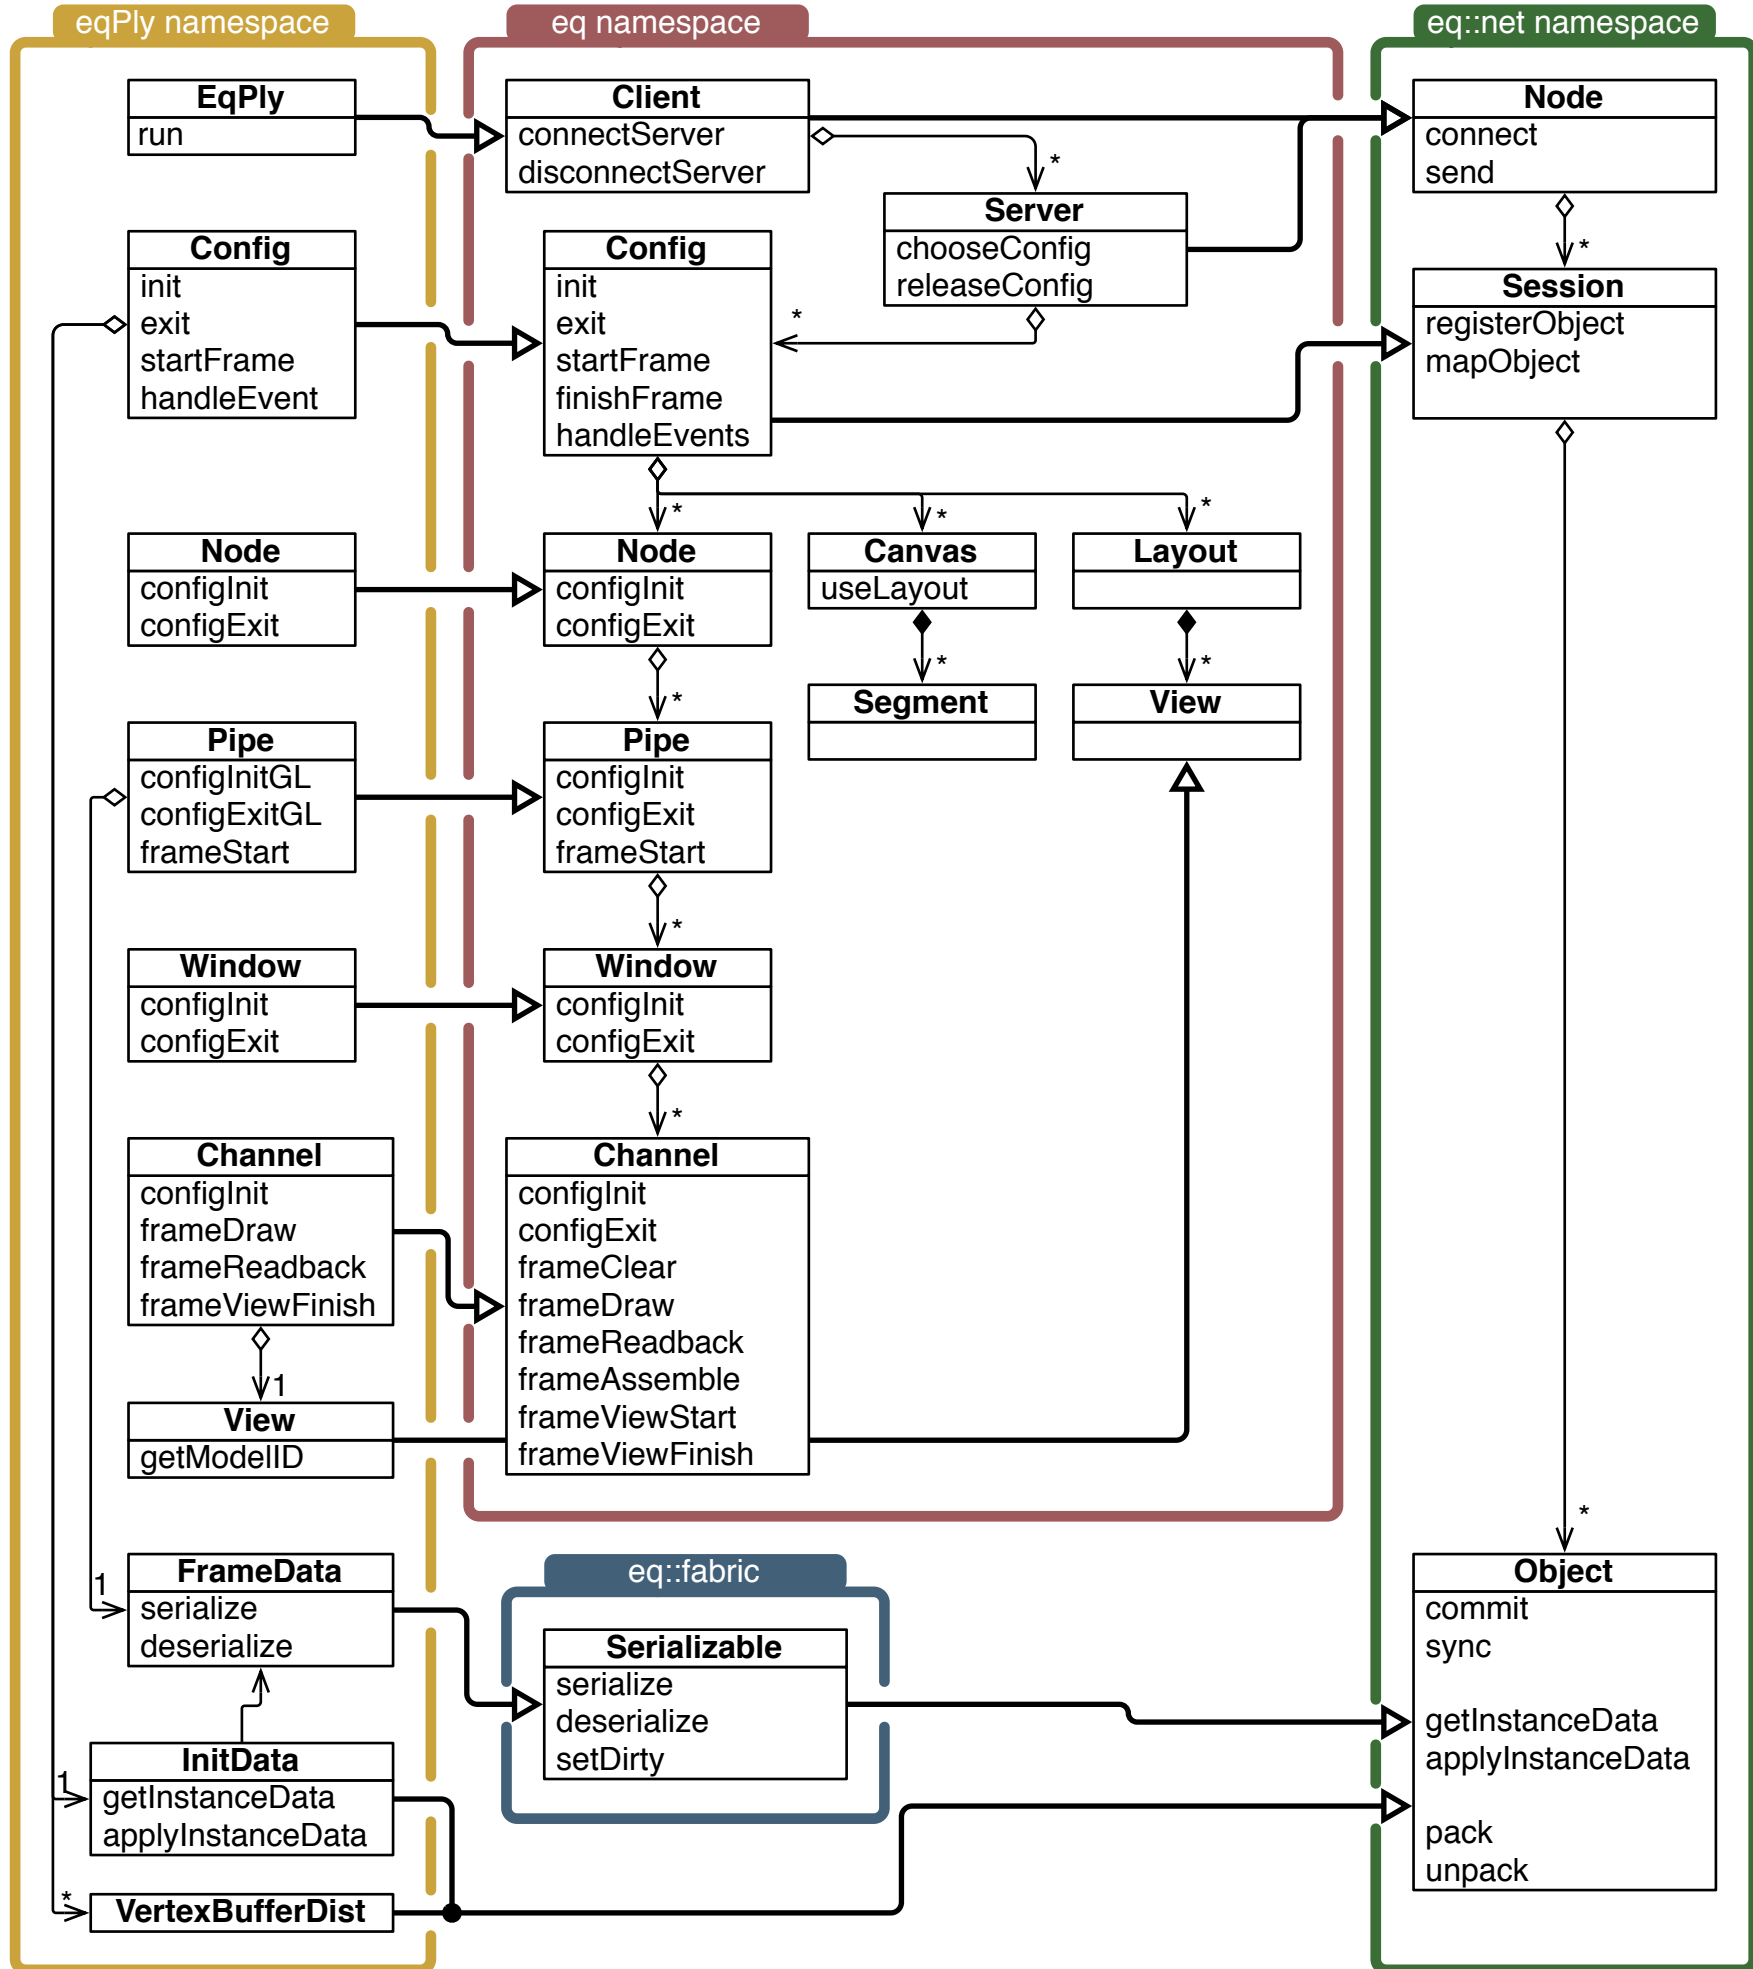 eqPly namespace
eq namespace
eq::net namespace
EqPly
run
Client
connectServer
disconnectServer
*
Node
connect
send
*
Server
chooseConfig
releaseConfig
*
Config
init
exit
startFrame
handleEvent
Config
init
exit
startFrame
finishFrame
handleEvents
Session
registerObject
mapObject
*
*
*
Node
configInit
configExit
Node
configInit
configExit
Canvas
useLayout
Layout
*
*
*
Segment
View
Pipe
configInitGL
configExitGL
frameStart
Pipe
configInit
configExit
frameStart
*
Window
configInit
configExit
Window
configInit
configExit
*
Channel
configInit
frameDraw
frameReadback
frameViewFinish
1
View
getModelID
Channel
configInit
configExit
frameClear
frameDraw
frameReadback
frameAssemble
frameViewStart
frameViewFinish
*
1
FrameData
serialize
deserialize
eq::fabric
Serializable
serialize
deserialize
setDirty
Object
commit
sync
getInstanceData
applyInstanceData
pack
unpack
1
InitData
getInstanceData
applyInstanceData
*
VertexBufferDist